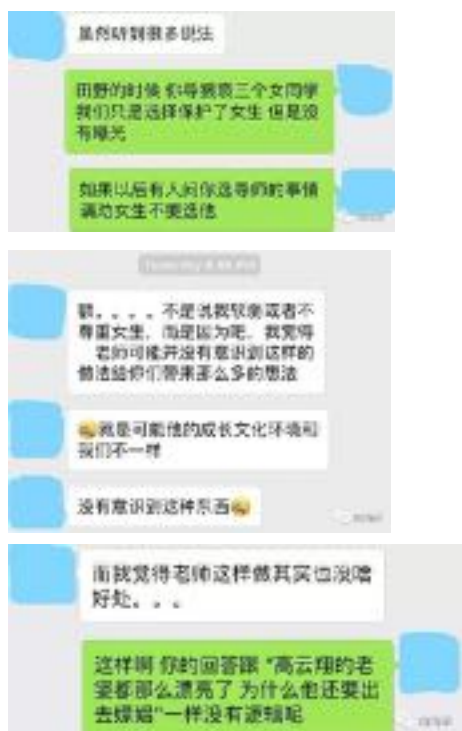 虽然听到很多说法
田野的时候 你导猥亵三个女同学
我们只是选择保护了女生 但是没
有曝光
如果以后有人问你选导师的事情
请劝女生不要选他
额。。。。不是说我歧视或者不
尊重女生,而是因为吧,我觉得
老师可能并没有意识到这样的
做法给你们带来那么多的想法
就是可能他的成长文化环境和
我们不一样
没有意识到这种东西
而我觉得老师这样做其实也没啥
好处。。。
这样啊 你的回答跟 “高云翔的老
婆都那么漂亮了 为什么他还要出
去嫖娼”一样没有逻辑呢